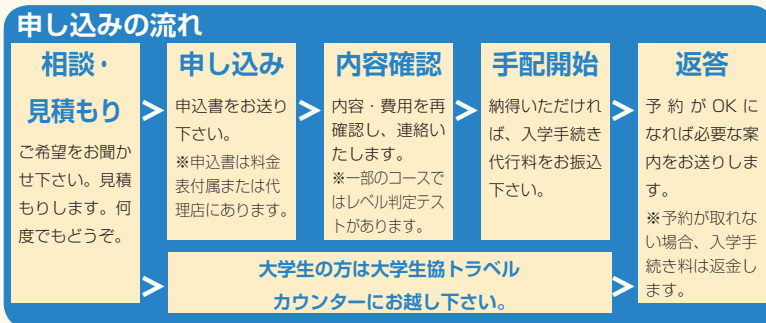 申し込みの流れ
相談・
見積もり
ご希望をお聞か
せ下さい。見積
もりします。何
度でもどうぞ。
>
申し込み
申込書をお送り
下さい。
※申込書は料金
表付属または代
理店にあります。
>
内容確認
内容・費用を再
確認し、連絡い
たします。
※一部のコースで
はレベル判定テス
トがあります。
>
手配開始
納得いただけれ
ば、入学手続き
代行料をお振込
下さい。
>
返答
予約が OK に
なれば必要な案
内をお送りしま
す。
※予約が取れな
い場合、入学手
続き料は返金し
ます。
>
大学生の方は大学生協トラベル
カウンターにお越し下さい。
>